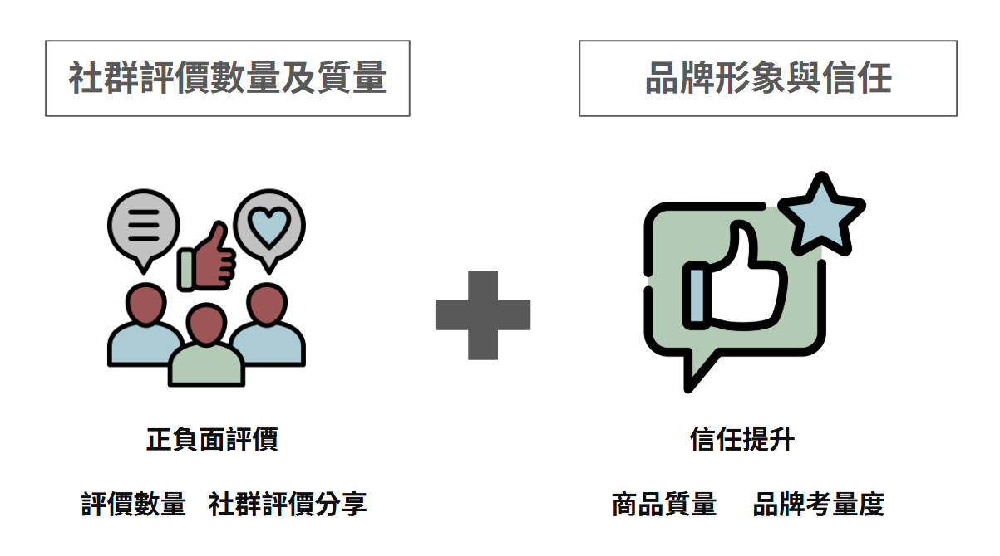 社群評價數量及質量
品牌形象與信任
正負面評價
評價數量 社群評價分享
信任提升
商品質量 品牌考量度